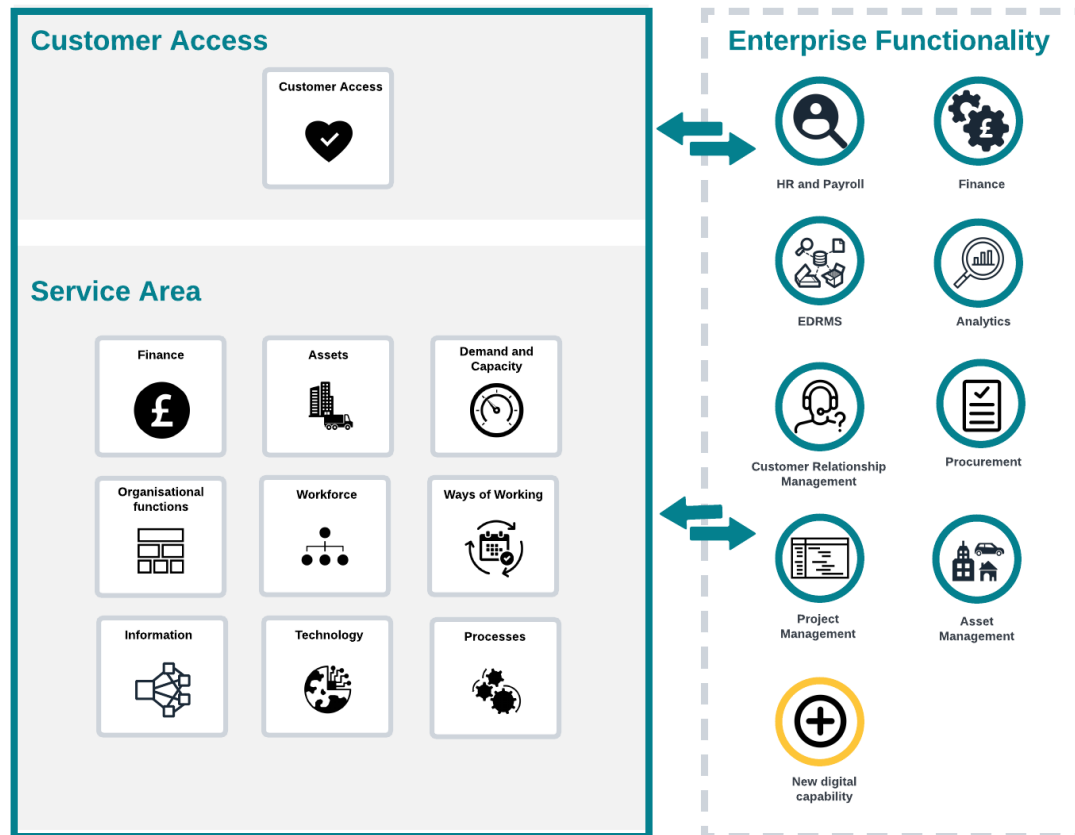 Customer Access
Customer Access
Service Area
Finance
Assets
Demand and
Capacity
£
Organisational
functions
Workforce
Ways of Working
Information
Technology
Processes
Enterprise Functionality
£
HR and Payroll
Finance
EDRMS
Analytics
?
Customer Relationship
Management
Procurement
Project
Management
Asset
Management
New digital
capability